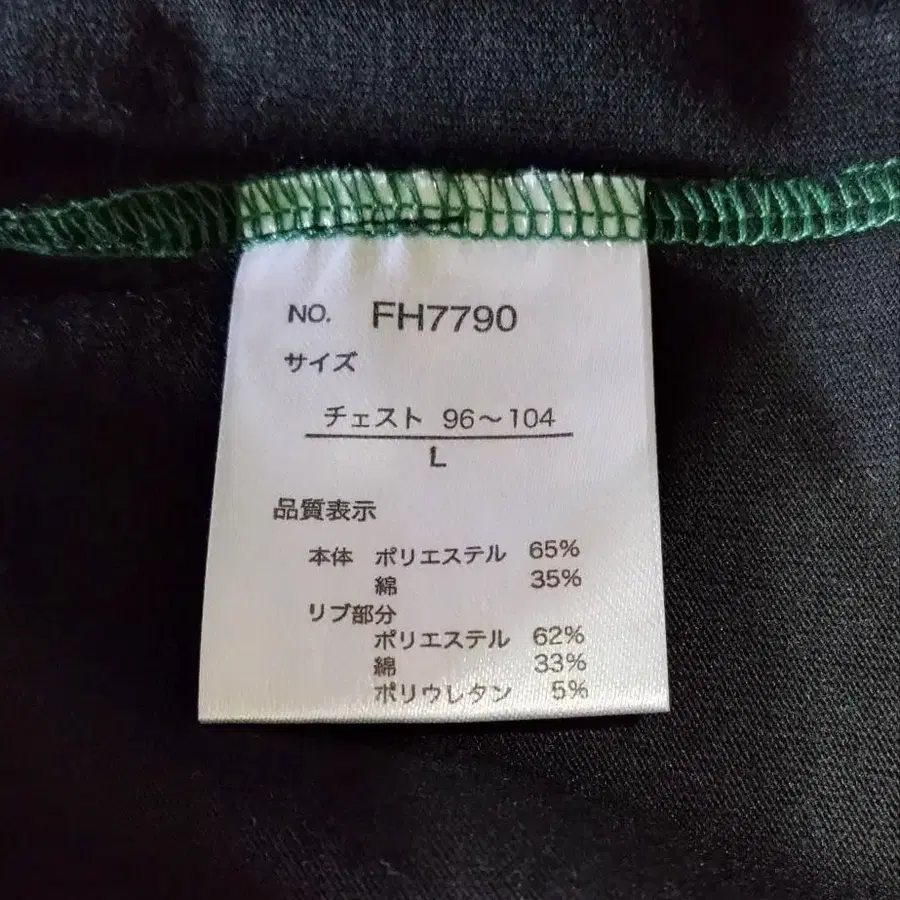 NO. FH7790
サイズ
チェスト 96〜104
L
品質表示
本体 ポリエステル 65%
綿 35%
リブ部分
ポリエステル 62%
綿 33%
ポリウレタン 5%